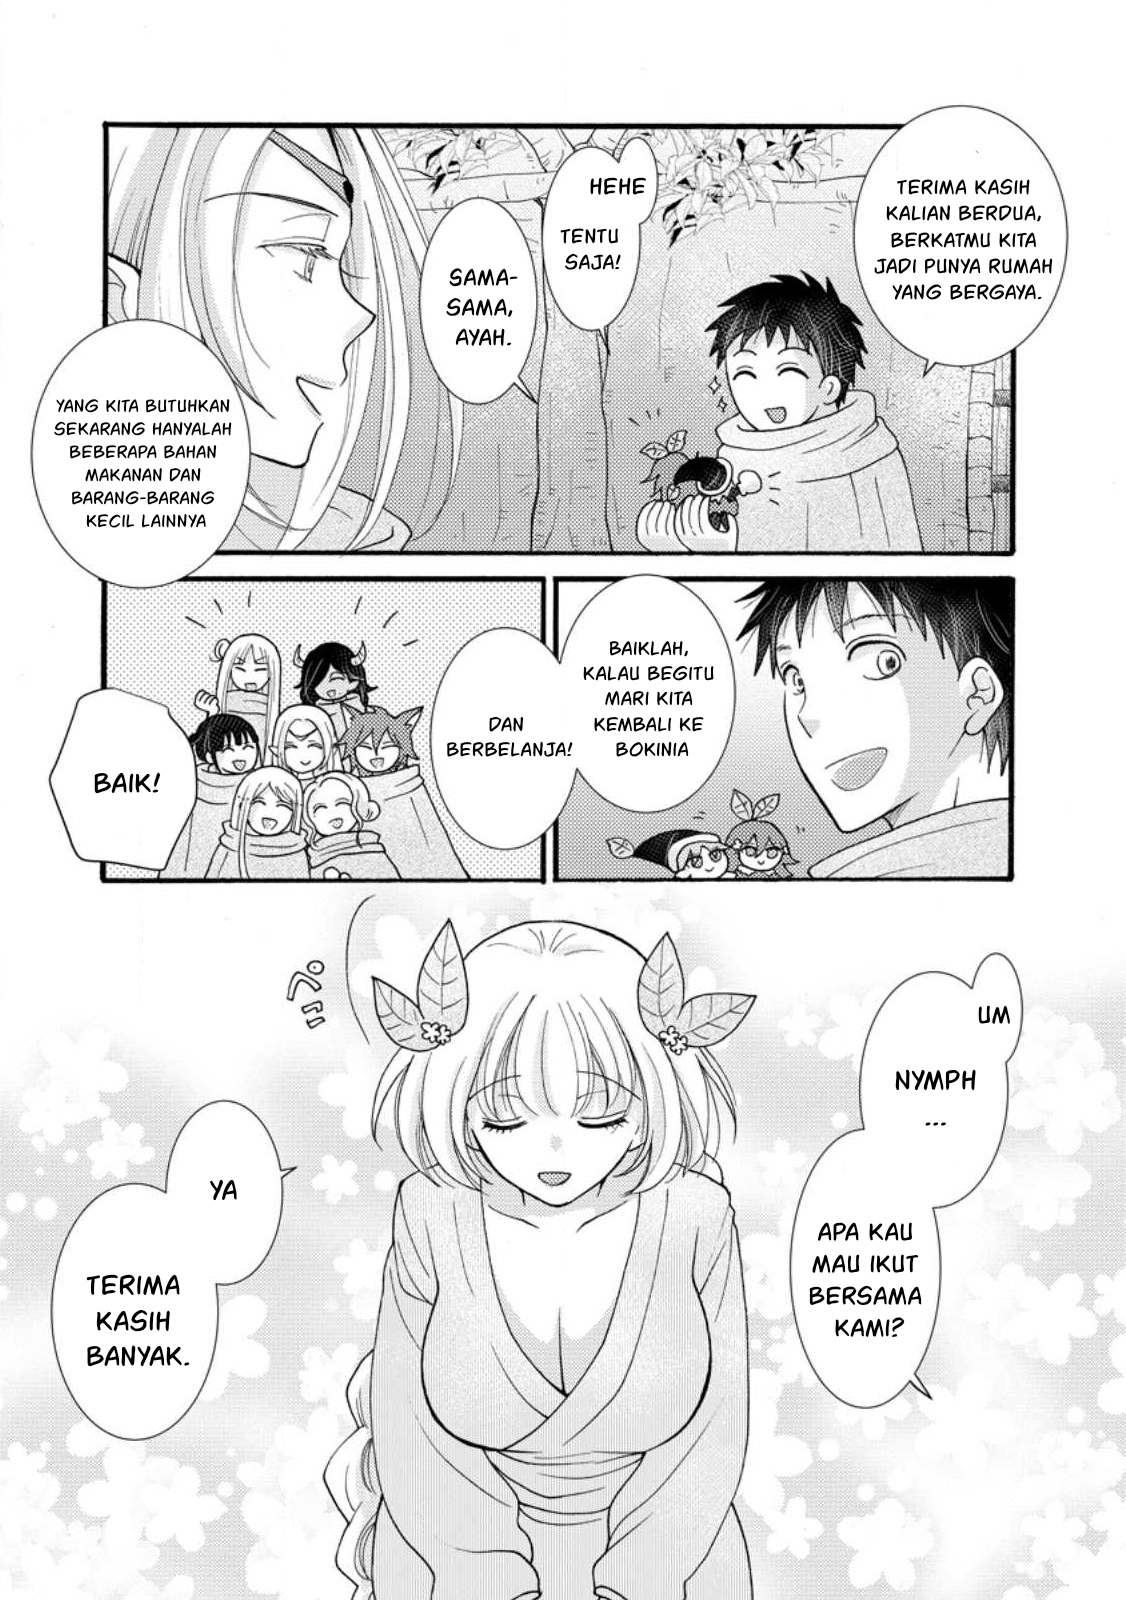 TERIMA KASIH
KALIAN BERDUA,
BERKATMU KITA
JADI PUNYA RUMAH
YANG BERGAYA.
HEHE
TENTU
SAJA!
SAMA-
SAMA,
AYAH.
YANG KITA BUTUHKAN
SEKARANG HANYALAH
BEBERAPA BAHAN
MAKANAN DAN
BARANG-BARANG
KECIL LAINNYA
BAIKLAH,
KALAU BEGITU
MARI KITA
KEMBALI KE
BOKINIA
DAN
BERBELANJA!
BAIK!
UM
NYMPH
...
APA KAU
MAU IKUT
BERSAMA
KAMI?
ぺこ
YA
TERIMA
KASIH
BANYAK.